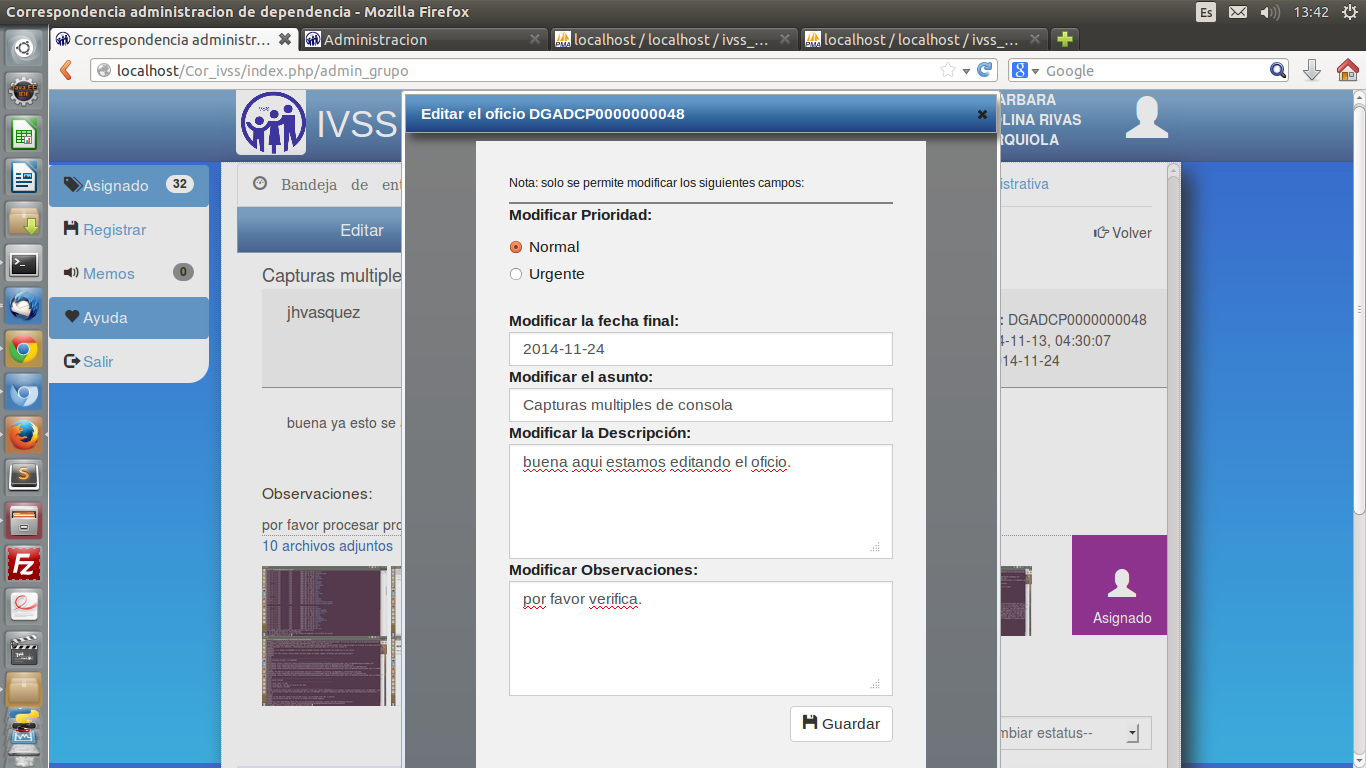 Correspondencia administracion de dependencia - Mozilla Firefox
Es
13:42
Correspondencia administr...
Administracion
localhost / localhost / ivss_...
localhost / localhost / ivss_...
localhost/Cor_ivss/index.php/admin_grupo
Google
IVSS
Editar el oficio DGADCP0000000048
ARBARA
OLINA RIVAS
RQUIOLA
Asignado 32
Registrar
Memos 0
Ayuda
Salir
Bandeja de ent
istrativa
Editar
Volver
Capturas multiple
jhvasquez
: DGADCP0000000048
4-11-13, 04:30:07
14-11-24
buena ya esto se
Observaciones:
por favor procesar pro
10 archivos adjuntos
Nota: solo se permite modificar los siguientes campos:
Modificar Prioridad:
Normal
Urgente
Modificar la fecha final:
2014-11-24
Modificar el asunto:
Capturas multiples de consola
Modificar la Descripción:
buena aqui estamos editando el oficio.
Modificar Observaciones:
por favor verifica.
Guardar
Asignado
mbiar estatus--